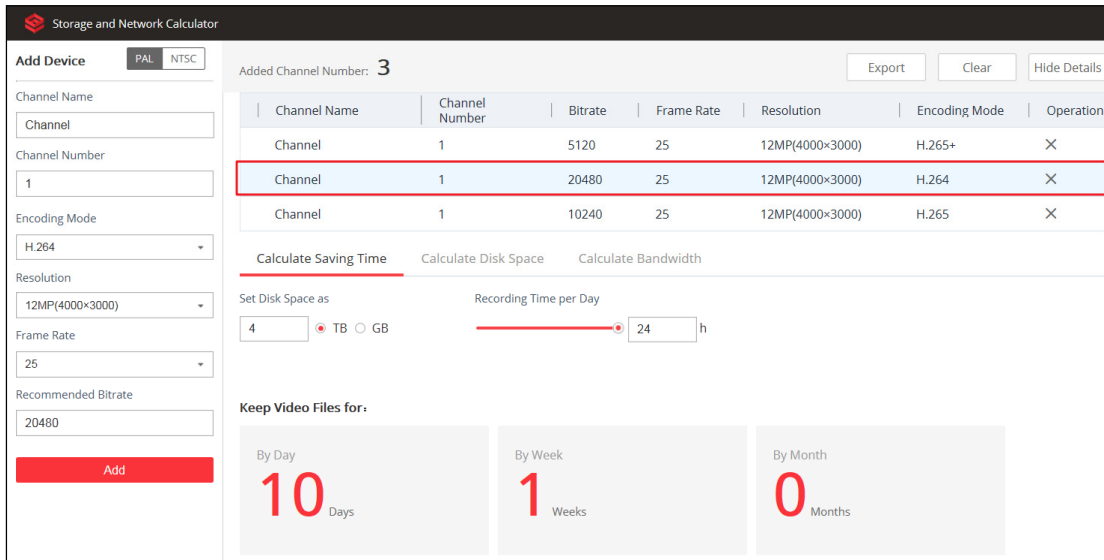 Storage and Network Calculator
Add Device PAL NTSC
Channel Name
Channel
Channel Number
1
Encoding Mode
H.264
Resolution
12MP(4000×3000)
Frame Rate
25
Recommended Bitrate
20480
Add
Added Channel Number: 3 Export Clear Hide Details
Channel Name Channel Number Bitrate Frame Rate Resolution Encoding Mode Operation
Channel 1 5120 25 12MP(4000×3000) H.265+ ×
Channel 1 20480 25 12MP(4000×3000) H.264 ×
Channel 1 10240 25 12MP(4000×3000) H.265 ×
Calculate Saving Time Calculate Disk Space Calculate Bandwidth
Set Disk Space as Recording Time per Day
4 TB GB 24 h
Keep Video Files for:
By Day By Week By Month
10 Days 1 Weeks 0 Months